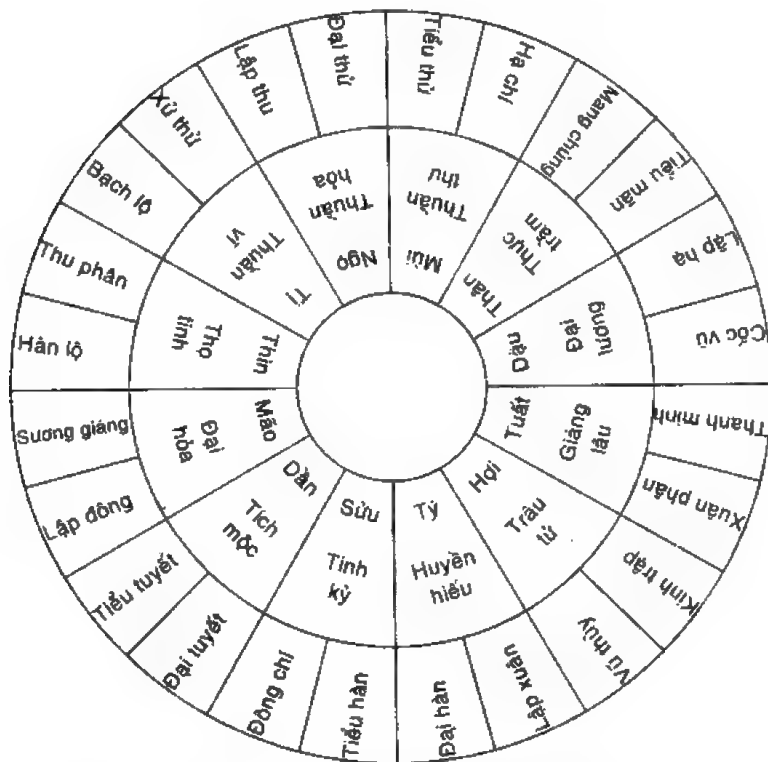 Tiểu thử
Hạ chí
Mang chủng
Tiểu mãn
Lập hạ
Cốc vũ
Thanh minh
Xuân phân
Kinh trập
Vũ thủy
Lập xuân
Đại hàn
Tiểu hàn
Đông chí
Đại tuyết
Tiểu tuyết
Lập đông
Sương giáng
Hàn lộ
Thu phân
Bạch lộ
Xử thử
Lập thu
Đại thử
Thuần
thu
Mùi
Thực
trầm
Thân
Đại
lương
Dậu
Giáng
lâu
Tuất
Hợi
Trâu
tử
Tý
Huyền
hiếu
Sửu
Tinh
kỷ
Dần
Tích
mộc
Mão
Đại
hỏa
Thìn
Thọ
tinh
Tị
Thuần
vĩ
Ngọ
Thuần
hỏa